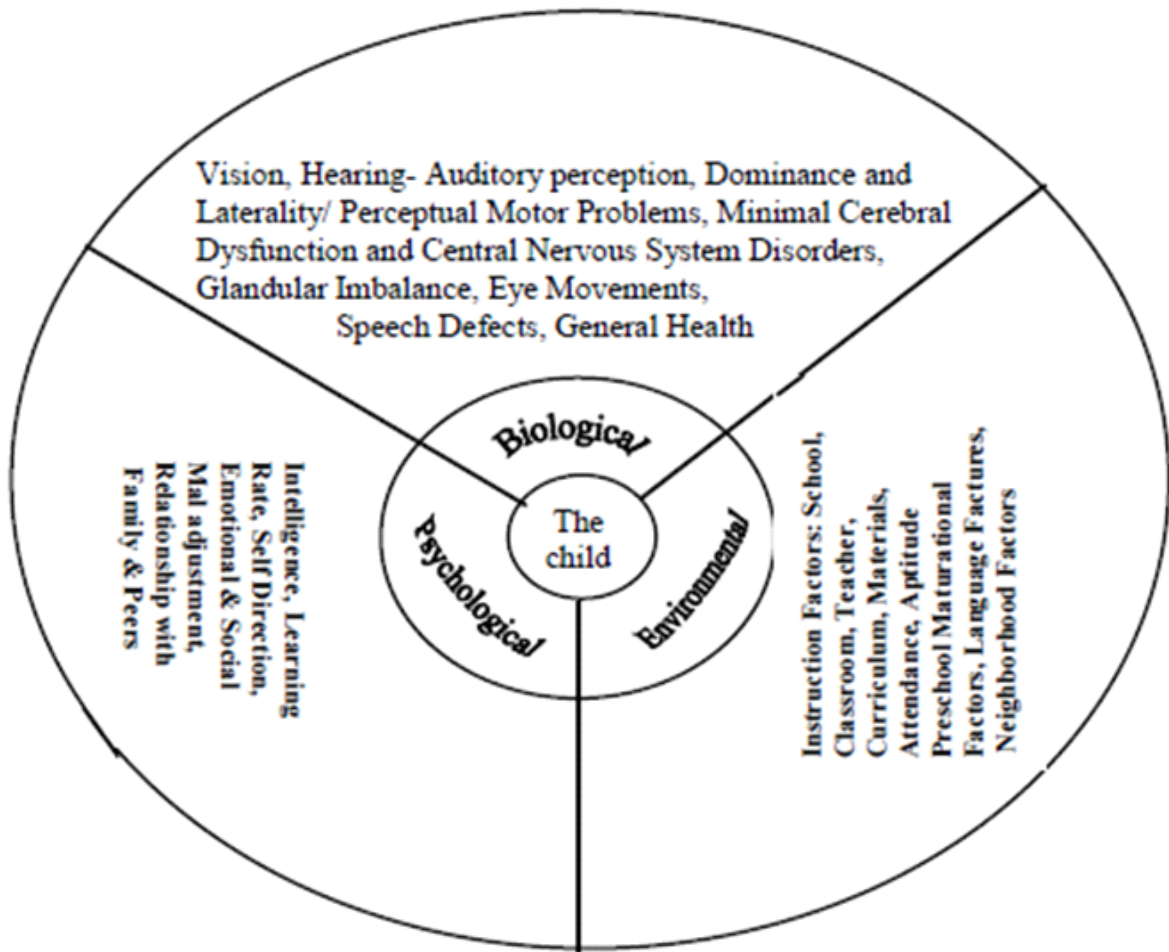 Vision, Hearing- Auditory perception, Dominance and
Laterality/ Perceptual Motor Problems, Minimal Cerebral
Dysfunction and Central Nervous System Disorders,
Glandular Imbalance, Eye Movements,
Speech Defects, General Health
Biological
The
child
Psychological
Environmental
Intelligence, Learning
Rate, Self Direction,
Emotional & Social
Mal adjustment,
Relationship with
Family & Peers
Instruction Factors: School,
Classroom, Teacher,
Curriculum, Materials,
Attendance, Aptitude
Preschool Maturational
Factors, Language Factures,
Neighborhood Factors